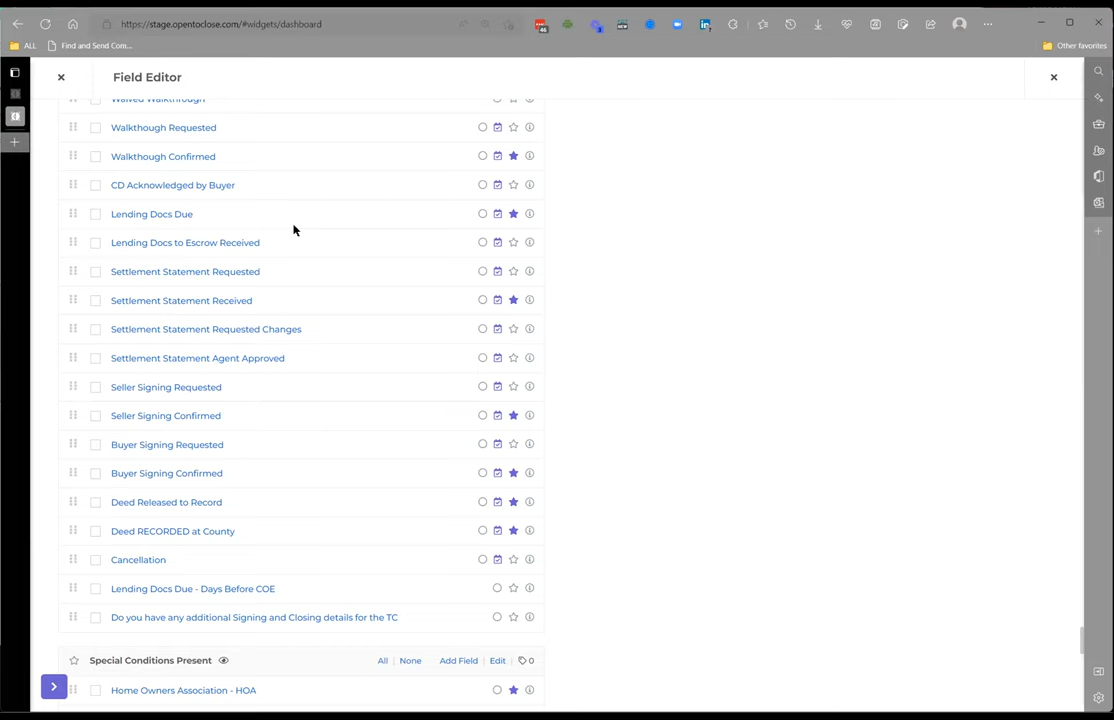 https://stage.opentoclose.com/#widgets/dashboard
46
3
ALL
Find and Send Com...
Other favorites
Field Editor
Waived Walkthrough
Walkthough Requested
Walkthough Confirmed
CD Acknowledged by Buyer
Lending Docs Due
Lending Docs to Escrow Received
Settlement Statement Requested
Settlement Statement Received
Settlement Statement Requested Changes
Settlement Statement Agent Approved
Seller Signing Requested
Seller Signing Confirmed
Buyer Signing Requested
Buyer Signing Confirmed
Deed Released to Record
Deed RECORDED at County
Cancellation
Lending Docs Due - Days Before COE
Do you have any additional Signing and Closing details for the TC
Special Conditions Present All None Add Field Edit 0
Home Owners Association - HOA